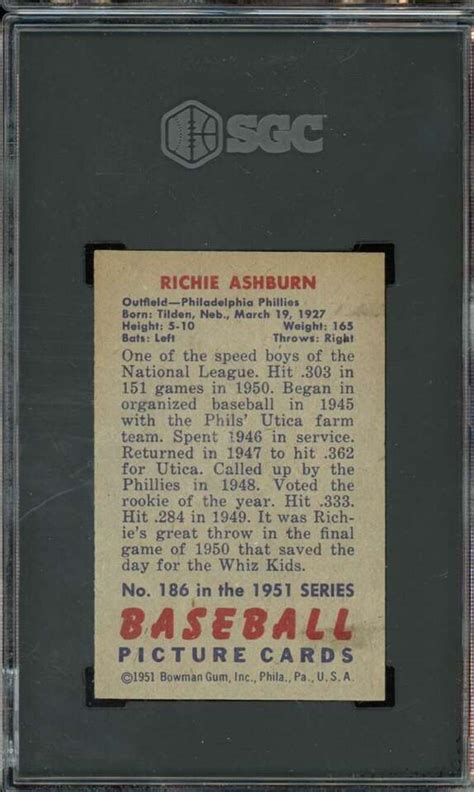 SGC
RICHIE ASHBURN
Outfield—Philadelphia Phillies
Born: Tilden, Neb., March 19, 1927
Height: 5-10 Weight: 165
Bats: Left Throws: Right
One of the speed boys of the
National League. Hit .303 in
151 games in 1950. Began in
organized baseball in 1945
with the Phils' Utica farm
team. Spent 1946 in service.
Returned in 1947 to hit .362
for Utica. Called up by the
Phillies in 1948. Voted the
rookie of the year. Hit .333.
Hit .284 in 1949. It was Rich-
ie's great throw in the final
game of 1950 that saved the
day for the Whiz Kids.
No. 186 in the 1951 SERIES
BASEBALL
PICTURE CARDS
©1951 Bowman Gum, Inc., Phila., Pa., U. S. A.